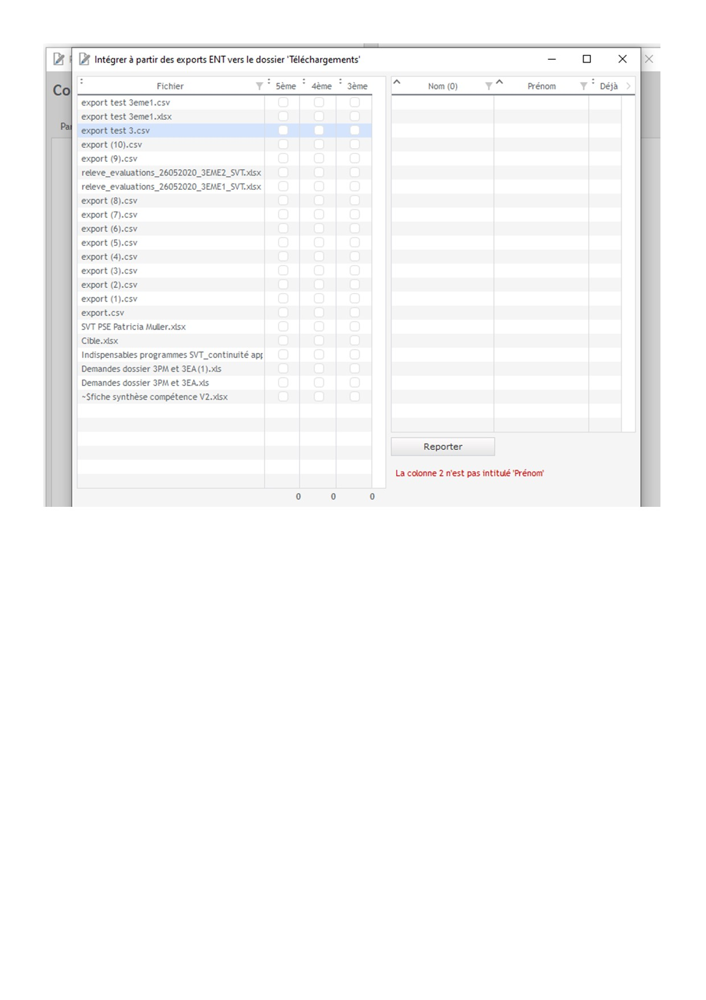 Intégrer à partir des exports ENT vers le dossier 'Téléchargements'
Co
Par
Fichier 5ème 4ème 3ème
export test 3eme1.csv
export test 3eme1.xlsx
export test 3.csv
export (10).csv
export (9).csv
releve_evaluations_26052020_3EME2_SVT.xlsx
releve_evaluations_26052020_3EME1_SVT.xlsx
export (8).csv
export (7).csv
export (6).csv
export (5).csv
export (4).csv
export (3).csv
export (2).csv
export (1).csv
export.csv
SVT PSE Patricia Muller.xlsx
Cible.xlsx
Indispensables programmes SVT_continuité app
Demandes dossier 3PM et 3EA(1).xls
Demandes dossier 3PM et 3EA.xls
~$fiche synthèse compétence V2.xlsx
0 0 0
Nom (0) Prénom Déjà
Reporter
La colonne 2 n'est pas intitulé 'Prénom'